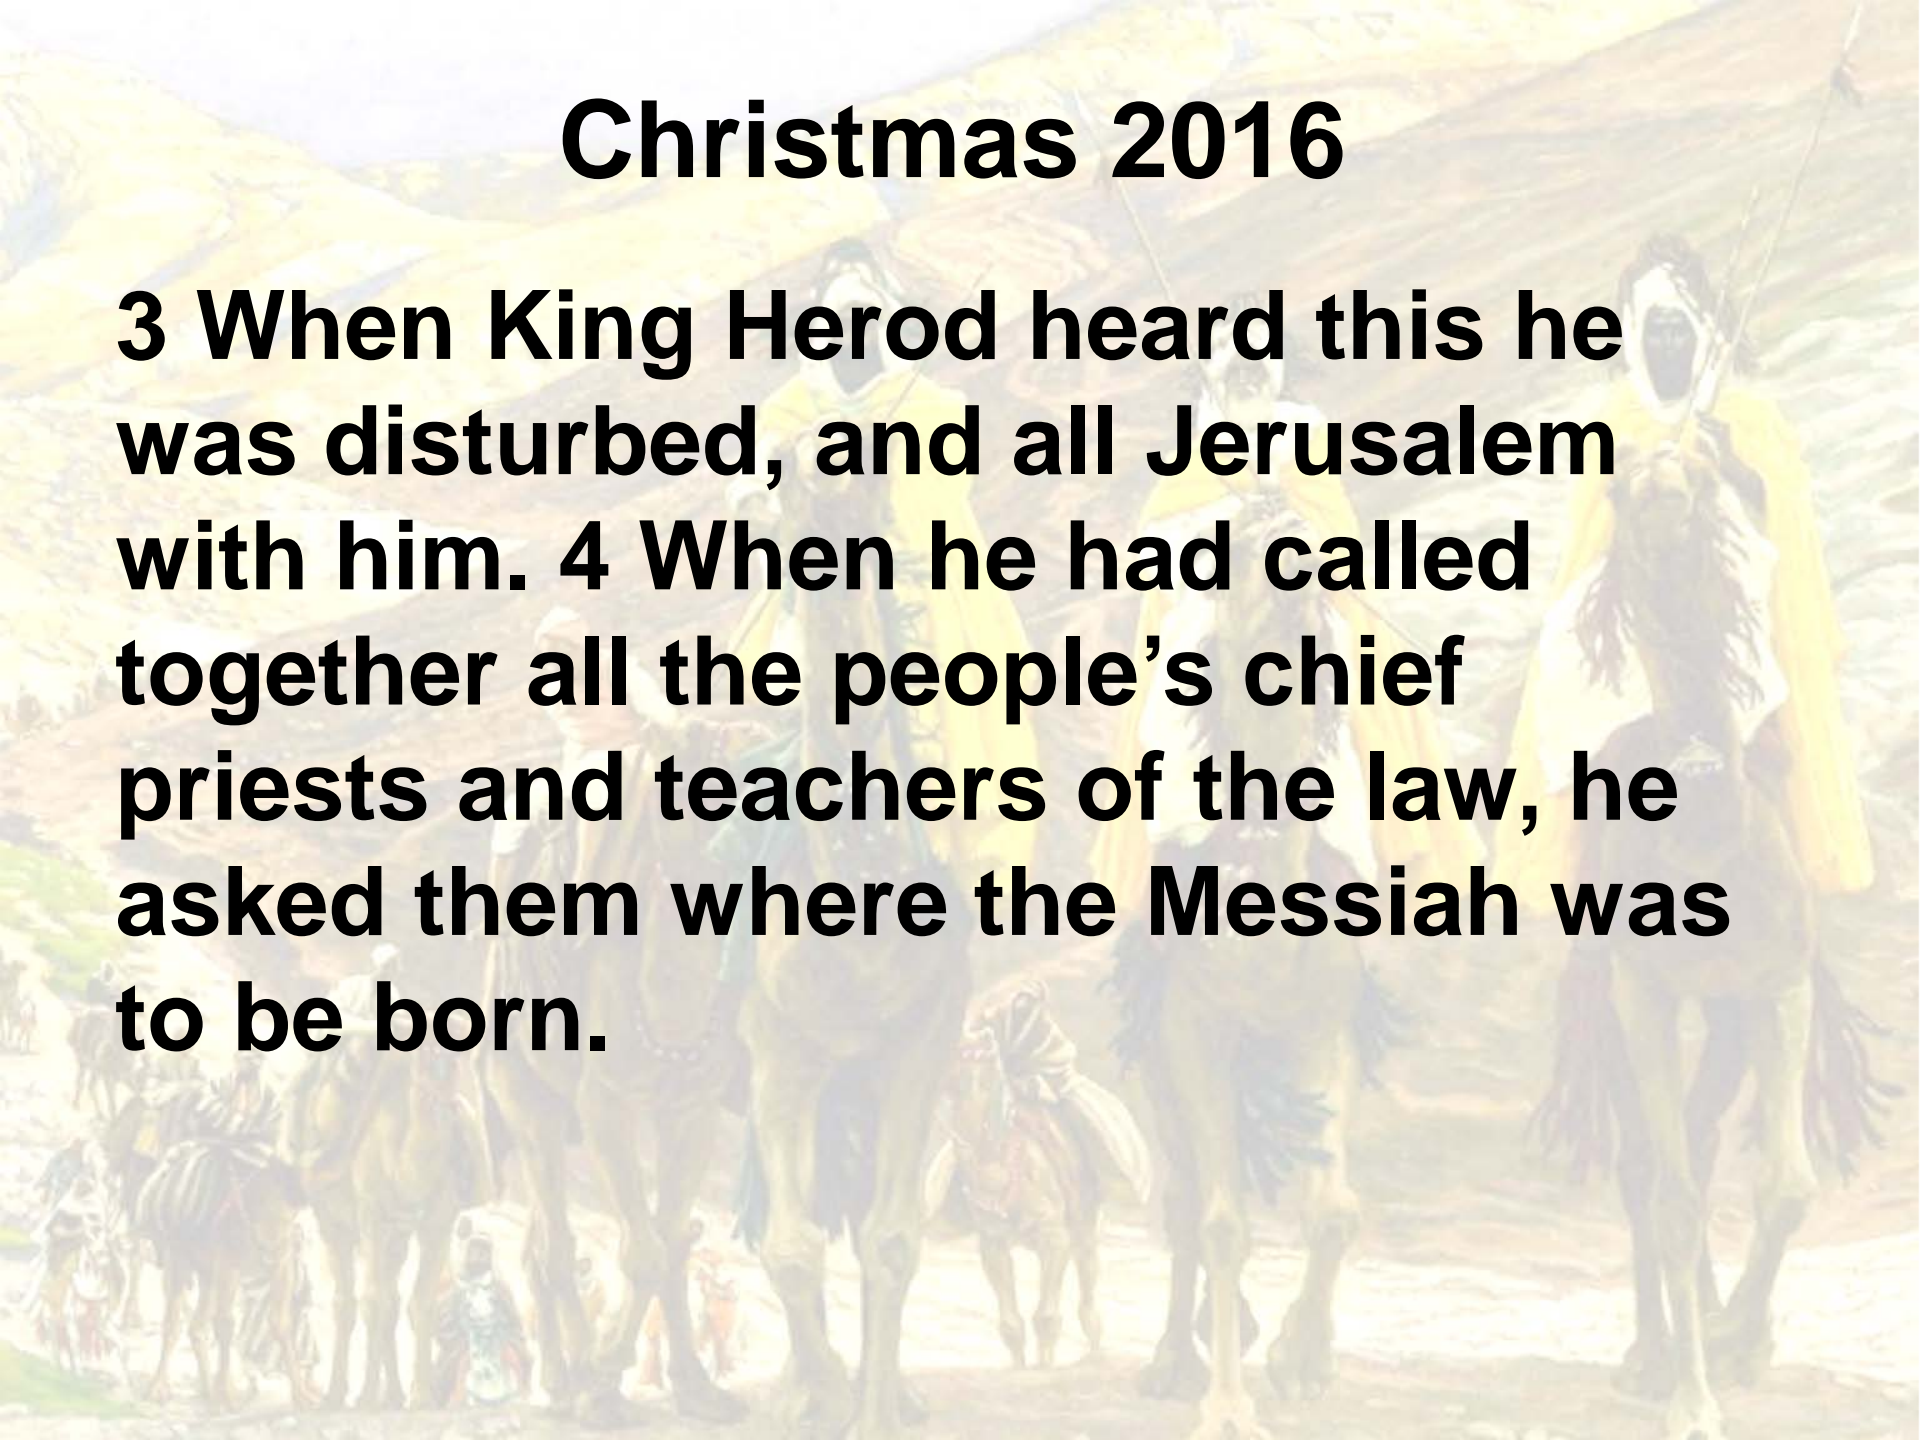 Christmas 2016
3 When King Herod heard this he
was disturbed, and all Jerusalem
with him. 4 When he had called
together all the people’s chief
priests and teachers of the law, he
asked them where the Messiah was
to be born.